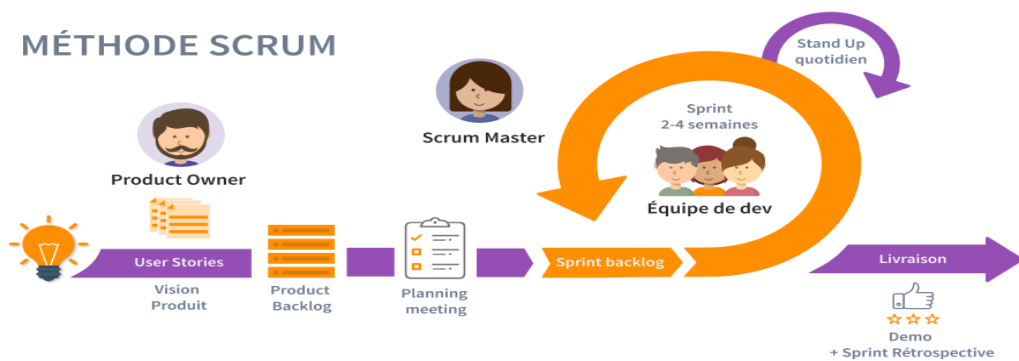 MÉTHODE SCRUM
Stand Up
quotidien
Sprint
2-4 semaines
Scrum Master
Product Owner
Équipe de dev
User Stories
Sprint backlog
Livraison
Vision
Produit
Product
Backlog
Planning
meeting
Demo
+ Sprint Rétrospective